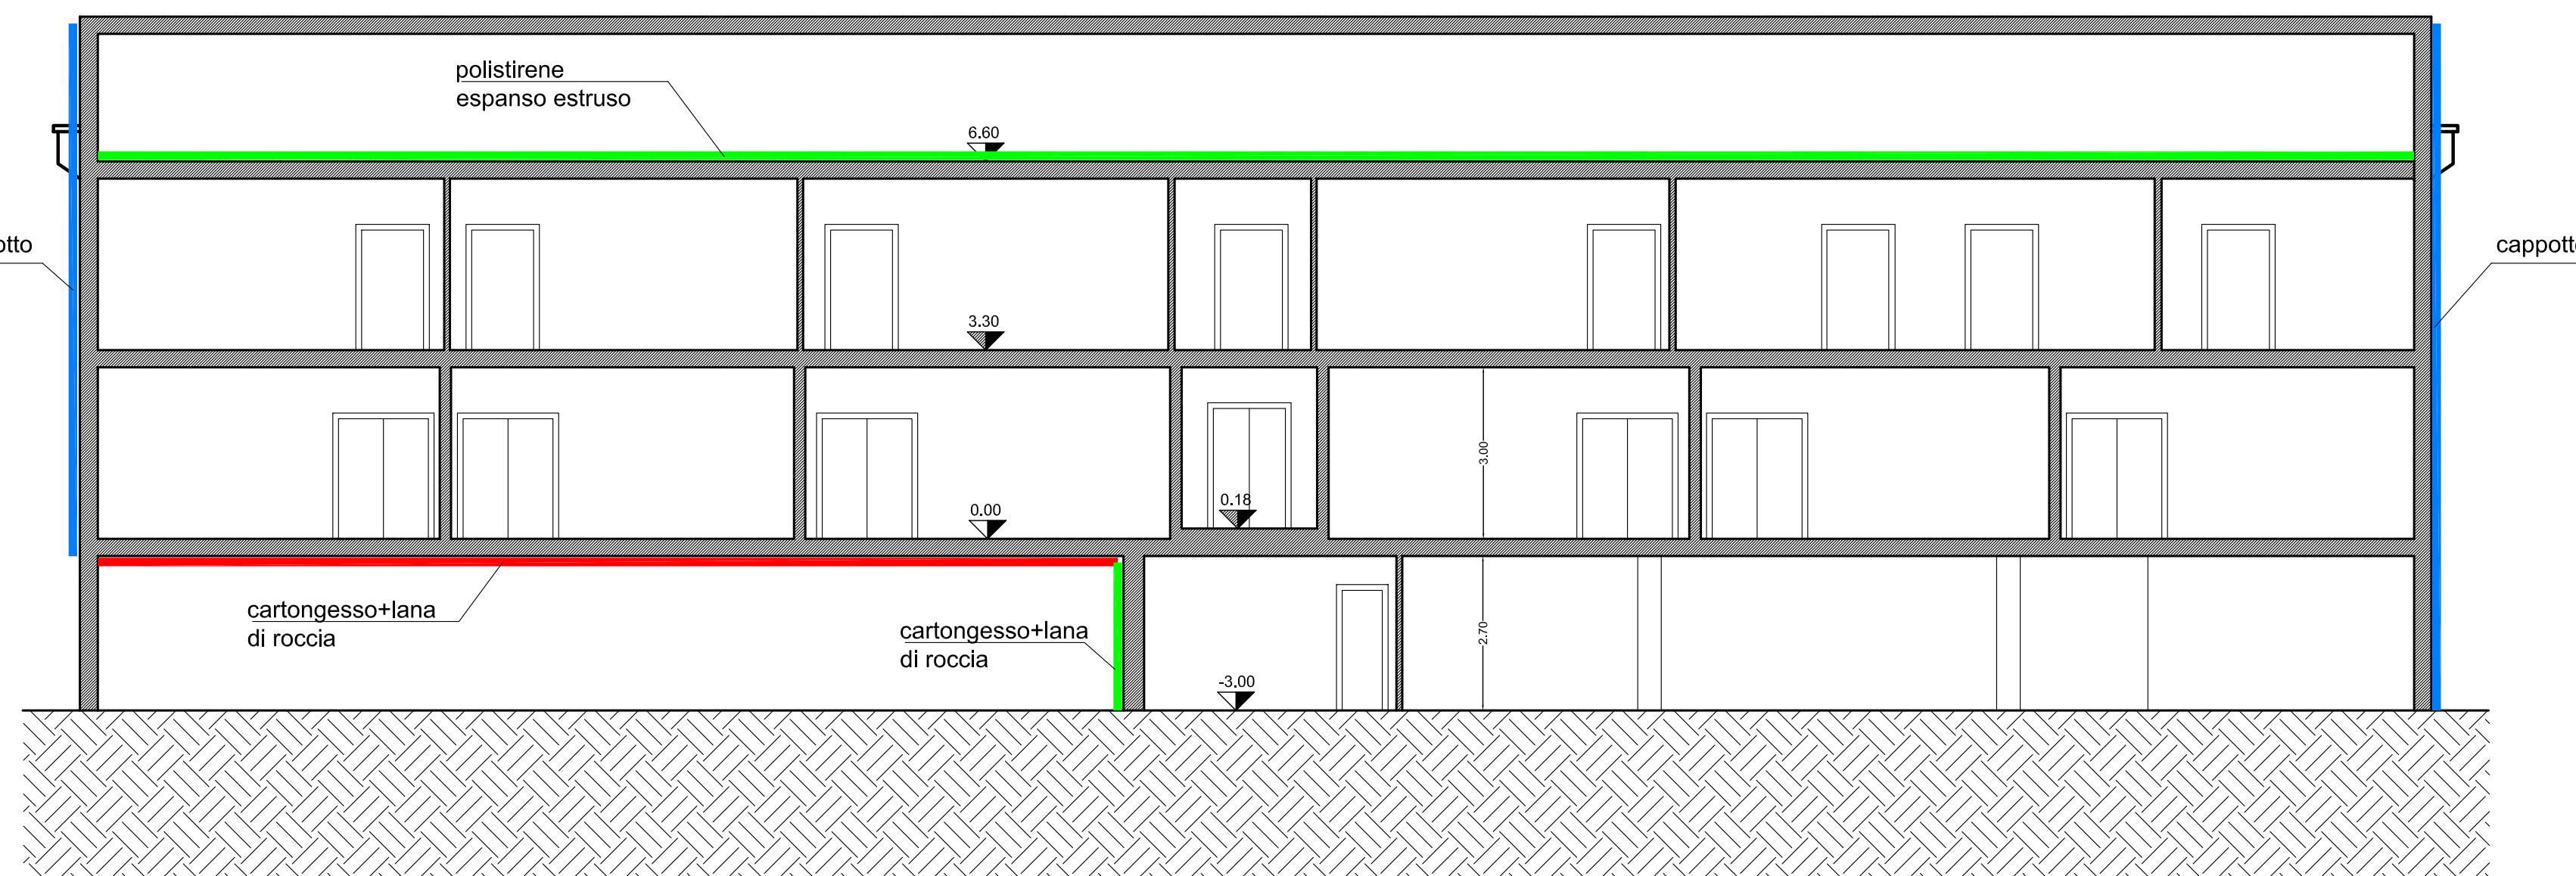 polistirene
espanso estruso
6.60
otto
cappotto
3.30
3.00
0.18
0.00
cartongesso+lana
di roccia
cartongesso+lana
di roccia
2.70
-3.00